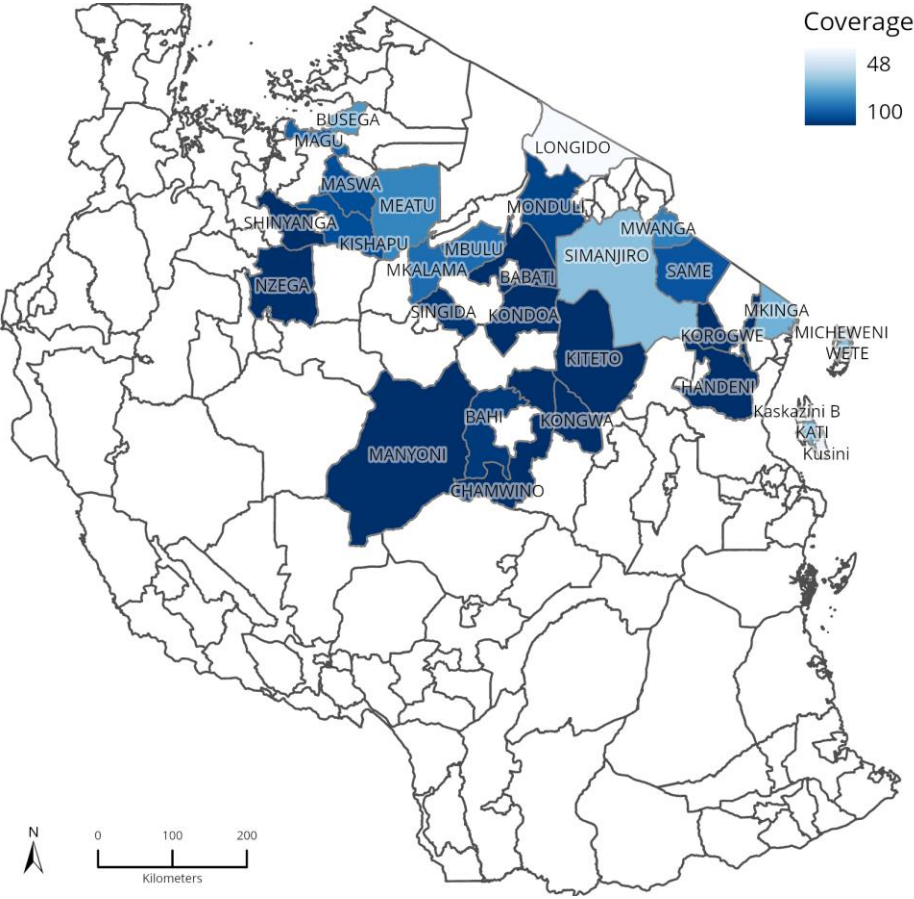 Coverage
48
100
BUSEGA
MAGU
LONGIDO
MASWA
MEATU
MONDULI
SHINYANGA
KISHAPU
MBULU
MWANGA
SIMANJIRO
MKALAMA
BABATI
SAME
NZEGA
SINGIDA
KONDOA
MKINGA
KOROGWE
MICHEWENI
WETE
KITETO
HANDENI
BAHI
KONGWA
Kaskazini B
KATI
Kusini
MANYONI
CHAMWINO
N
0 100 200
Kilometers